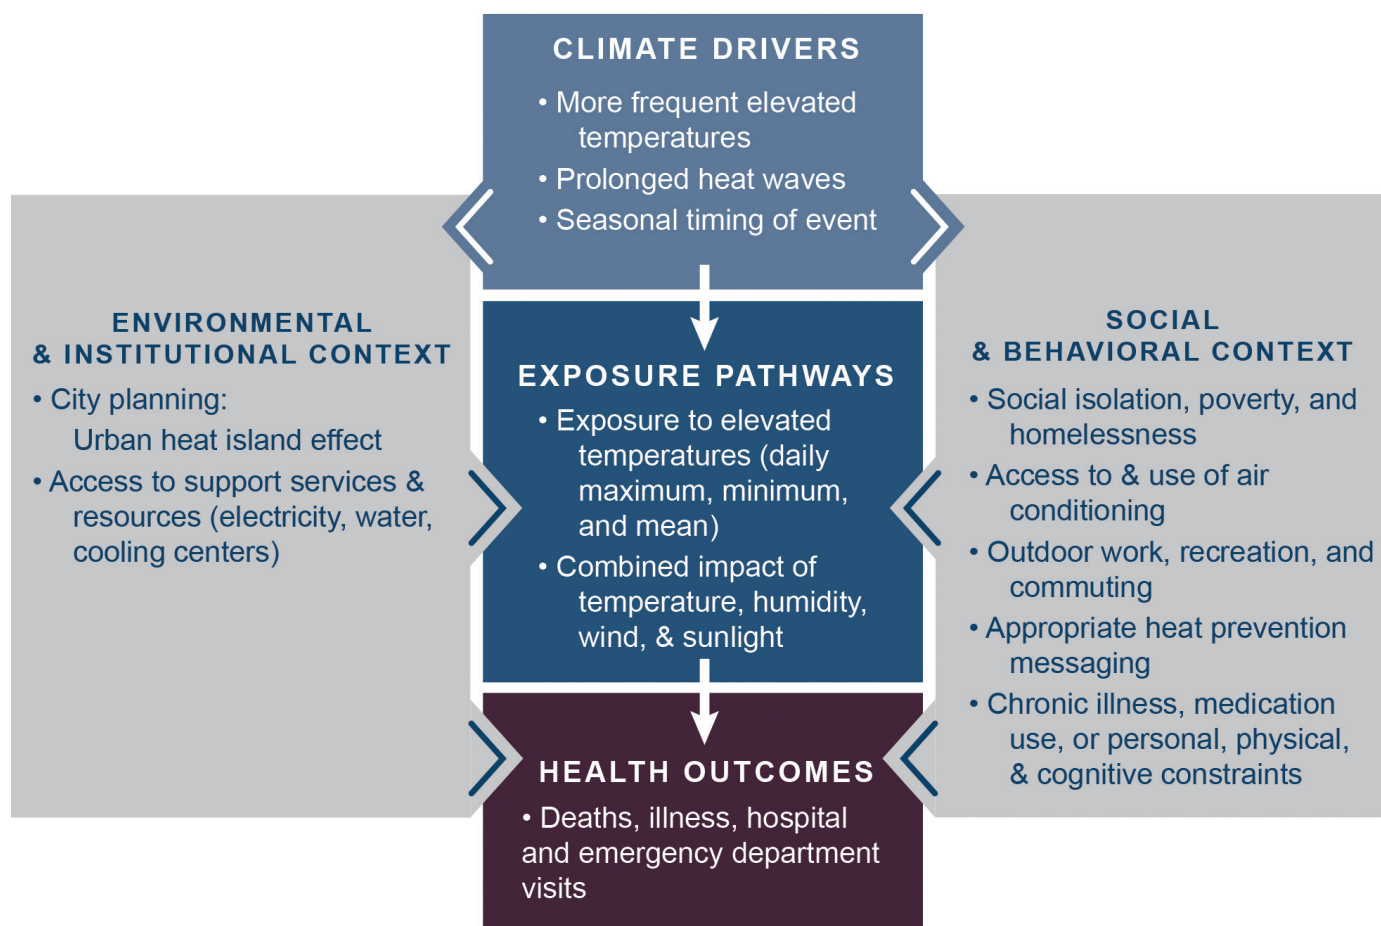 CLIMATE DRIVERS
• More frequent elevated
temperatures
• Prolonged heat waves
• Seasonal timing of event
ENVIRONMENTAL
& INSTITUTIONAL CONTEXT
• City planning:
Urban heat island effect
• Access to support services &
resources (electricity, water,
cooling centers)
EXPOSURE PATHWAYS
• Exposure to elevated
temperatures (daily
maximum, minimum,
and mean)
• Combined impact of
temperature, humidity,
wind, & sunlight
SOCIAL
& BEHAVIORAL CONTEXT
• Social isolation, poverty, and
homelessness
• Access to & use of air
conditioning
• Outdoor work, recreation, and
commuting
• Appropriate heat prevention
messaging
• Chronic illness, medication
use, or personal, physical,
& cognitive constraints
HEALTH OUTCOMES
• Deaths, illness, hospital
and emergency department
visits